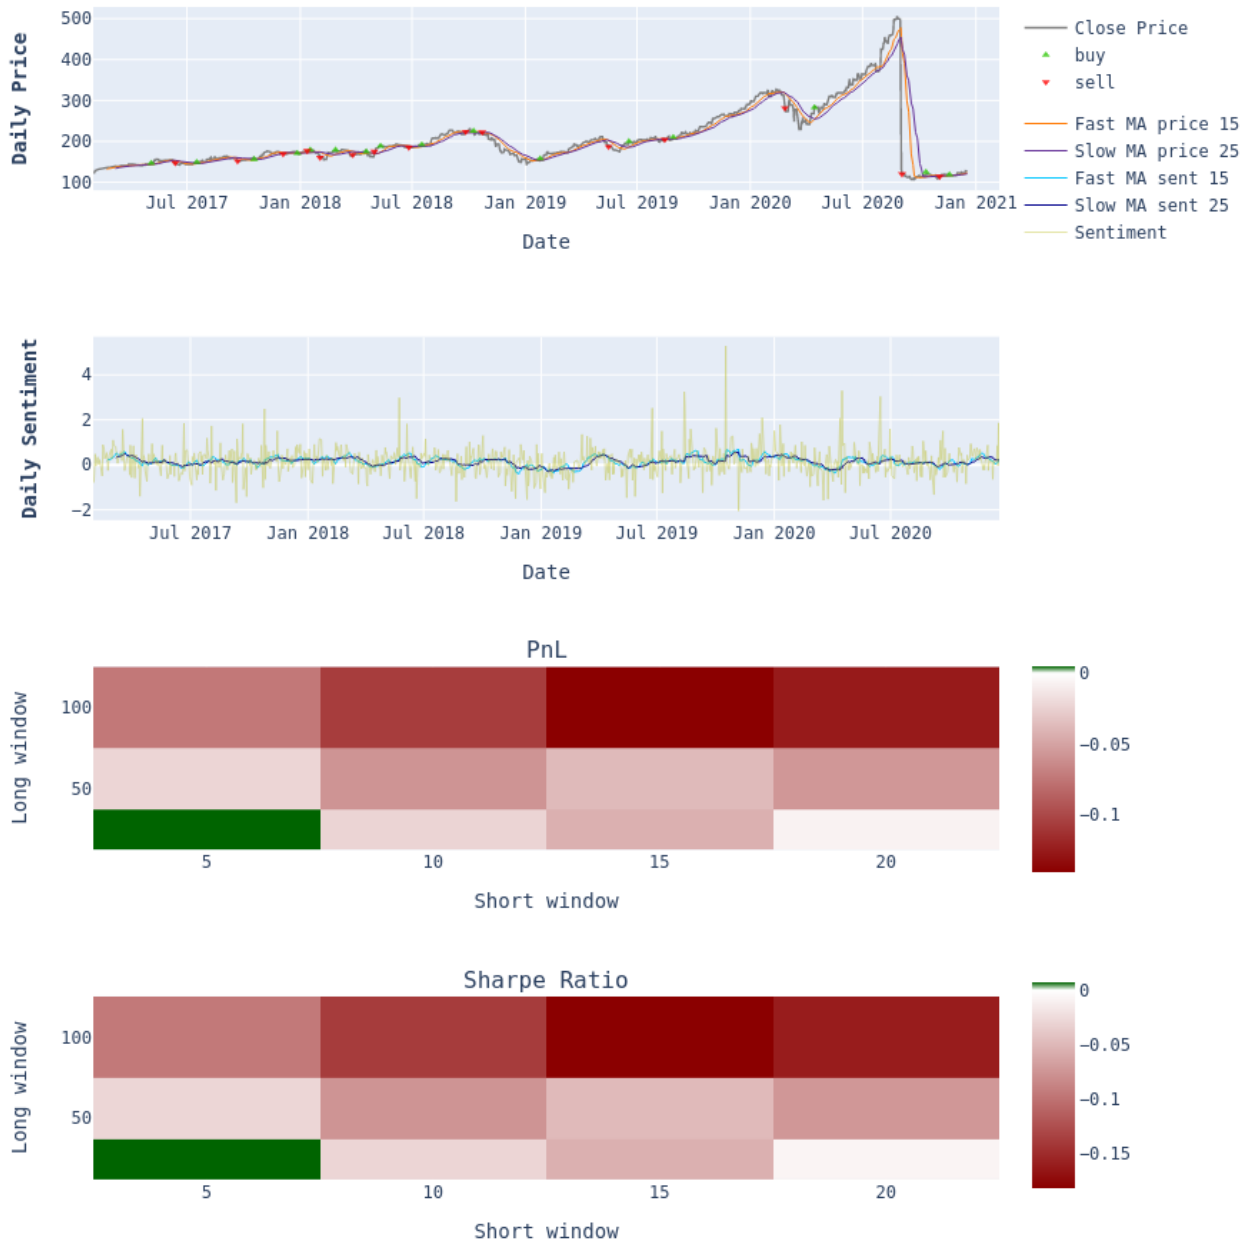 Daily Price
500
400
300
200
100
Jul 2017
Jan 2018
Jul 2018
Jan 2019
Jul 2019
Jan 2020
Jul 2020
Jan 2021
Date
Close Price
buy
sell
Fast MA price 15
Slow MA price 25
Fast MA sent 15
Slow MA sent 25
Sentiment
Daily Sentiment
4
2
0
−2
Jul 2017
Jan 2018
Jul 2018
Jan 2019
Jul 2019
Jan 2020
Jul 2020
Date
PnL
Long window
100
50
5
10
15
20
Short window
0
−0.05
−0.1
Sharpe Ratio
Long window
100
50
5
10
15
20
Short window
0
−0.05
−0.1
−0.15